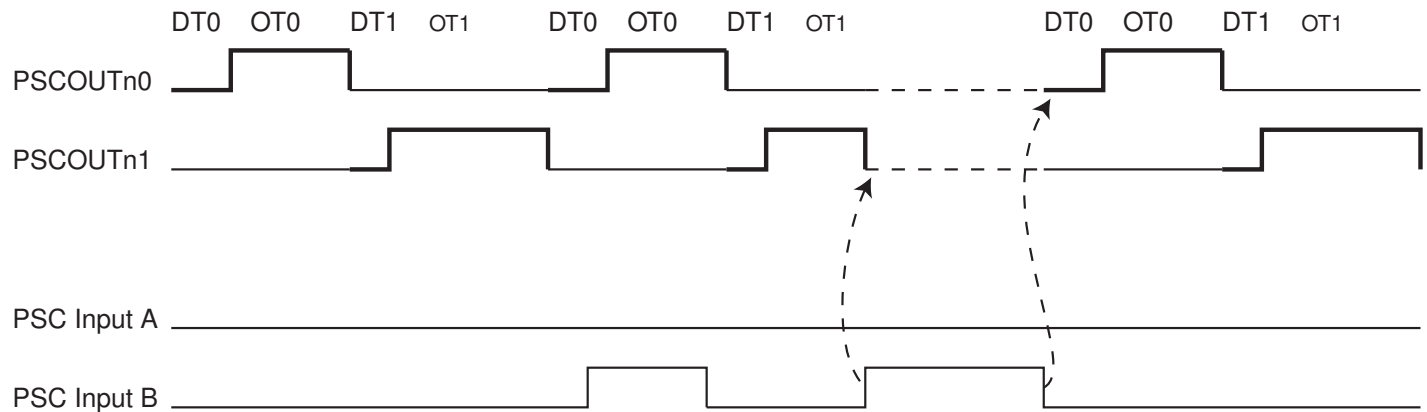 DT0 OT0 DT1 OT1 DT0 OT0 DT1 OT1 DT0 OT0 DT1 OT1
PSCOUTn0
PSCOUTn1
PSC Input A
PSC Input B